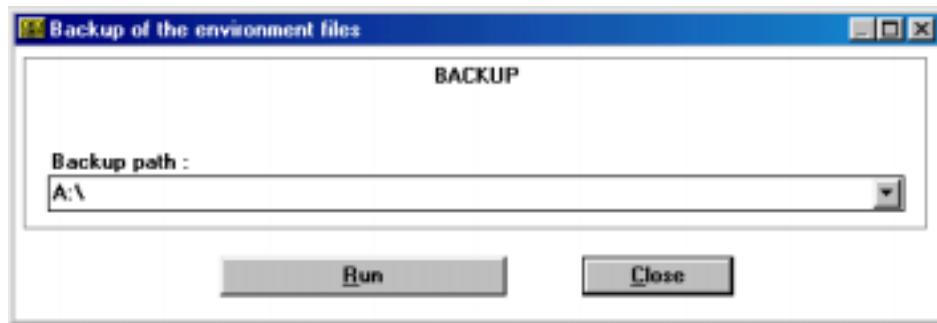 Backup of the environment files
BACKUP
Backup path :
A:\
Run
Close